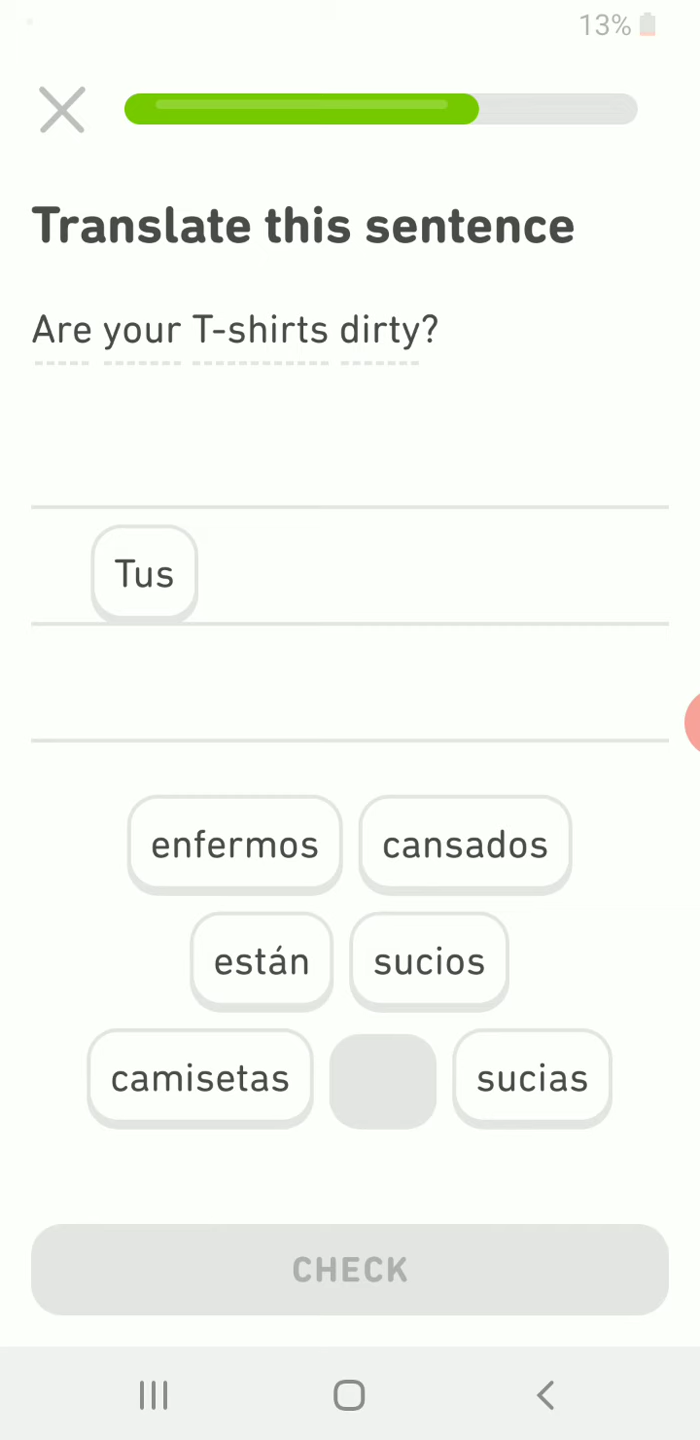 13%
Translate this sentence
Are your T-shirts dirty?
Tus
enfermos cansados
están sucios
camisetas sucias
CHECK